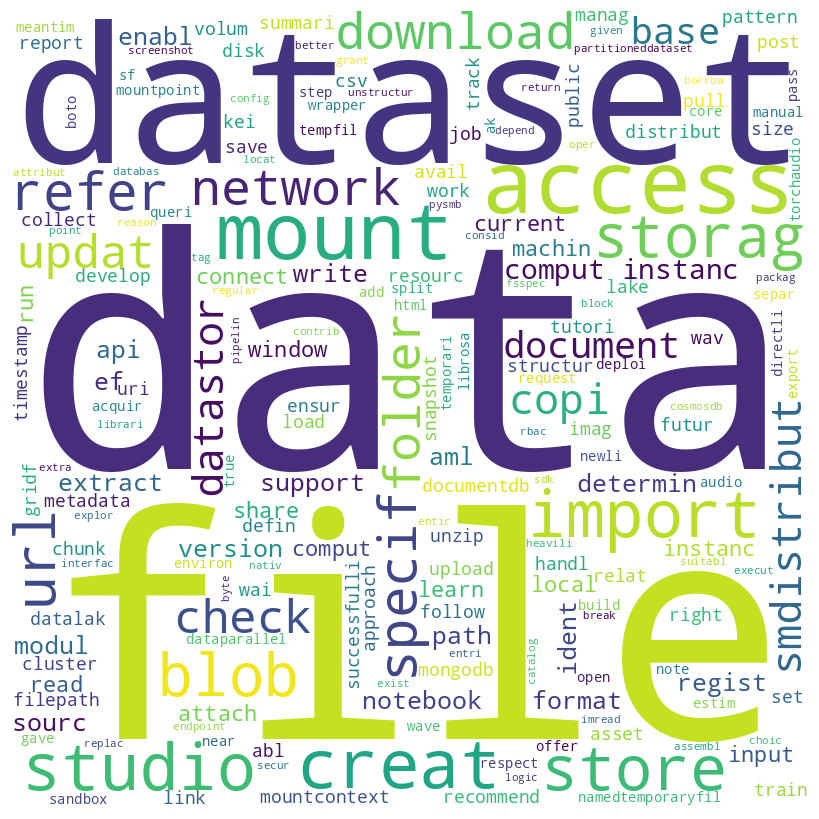 meantim
report
enabl
volum
disk
summari
screenshot
better
download
manag
given
base
pattern
partitioneddataset
post
dataset
sf
mountpoint
boto
kei
config
grant
step
csv
unstructur
wrapper
tempfil
save
locat
track
return
job
ak
depend
public
borrow
pull
core
manual
pass
distribut
size
oper
attribut
databas
refer
network
avail
work
pysmb
access
torchaudio
collect
queri
reason
point
tag
mount
current
consid
machin
storag
updat
develop
connect
write
resourc
add
split
html
fsspec
comput instanc
packag
lake
block
separ
run
regular
contrib
window
data
timestamp
api
ef
uri
acquir
librari
datastor
pipelin
ensur
load
folder
snapshot
temporari
librosa
document
tutori
wav
structur
deploi
request
copi
imag
cosmosdb
futur
directli
export
rbac
newli
aml
extract
gridf
extra
metadata
true
support
documentdb
sdk
determin
audio
smdistribut
url
explor
chunk
interfac
share
defin
version
comput
environ
nativ
byte
wai
file
specif
entir
unzip
import
heavili
instanc
suitabl
handl
local
relat
execut
datalak
modul
cluster
check
dataparallel
successfulli
approach
learn
upload
follow
path
mongodb
entri
ident
build
break
right
open
note
read
filepath
sourc
blob
attach
exist
notebook
catalog
format
regist
set
estim
imread
gave
replac
endpoint
near
abl
secur
wave
respect
logic
offer
asset
assembl
choic
input
studio
creat
store
sandbox
link
mountcontext
recommend
namedtemporaryfil
train